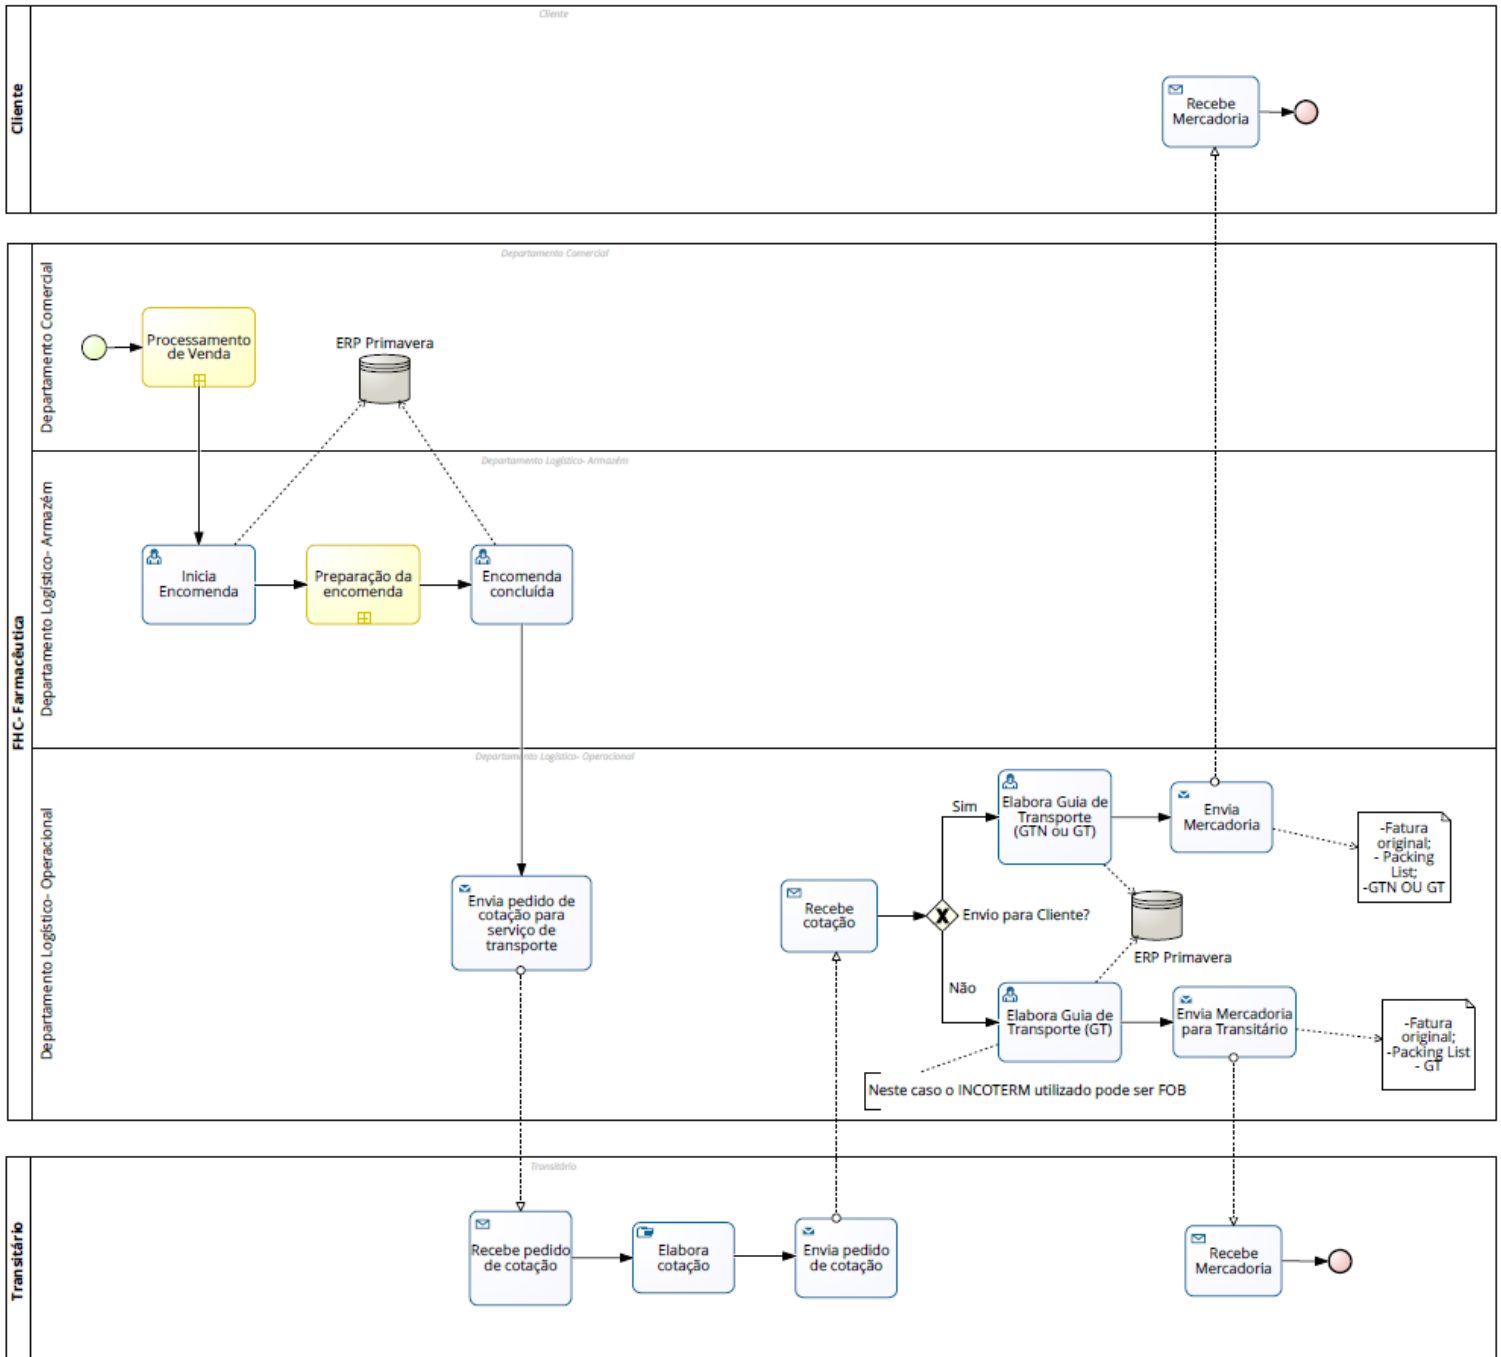 Cliente
Cliente
Recebe
Mercadoria
FHC- Farmacêutica
Departamento Comercial
Departamento Comercial
Processamento
de Venda
ERP Primavera
Departamento Logístico- Armazém
Departamento Logístico- Armazém
Inicia
Encomenda
Preparação da
encomenda
Encomenda
concluída
Departamento Logístico- Operacional
Departamento Logístico- Operacional
Envia pedido de
cotação para
serviço de
transporte
Recebe
cotação
Envio para Cliente?
Sim
Elabora Guia de
Transporte
(GTN ou GT)
Envia
Mercadoria
-Fatura
original;
- Packing
List;
-GTN OU GT
ERP Primavera
Não
Elabora Guia de
Transporte (GT)
Envia Mercadoria
para Transitário
-Fatura
original;
-Packing List
- GT
Neste caso o INCOTERM utilizado pode ser FOB
Transitário
Transitário
Recebe pedido
de cotação
Elabora
cotação
Envia pedido
de cotação
Recebe
Mercadoria